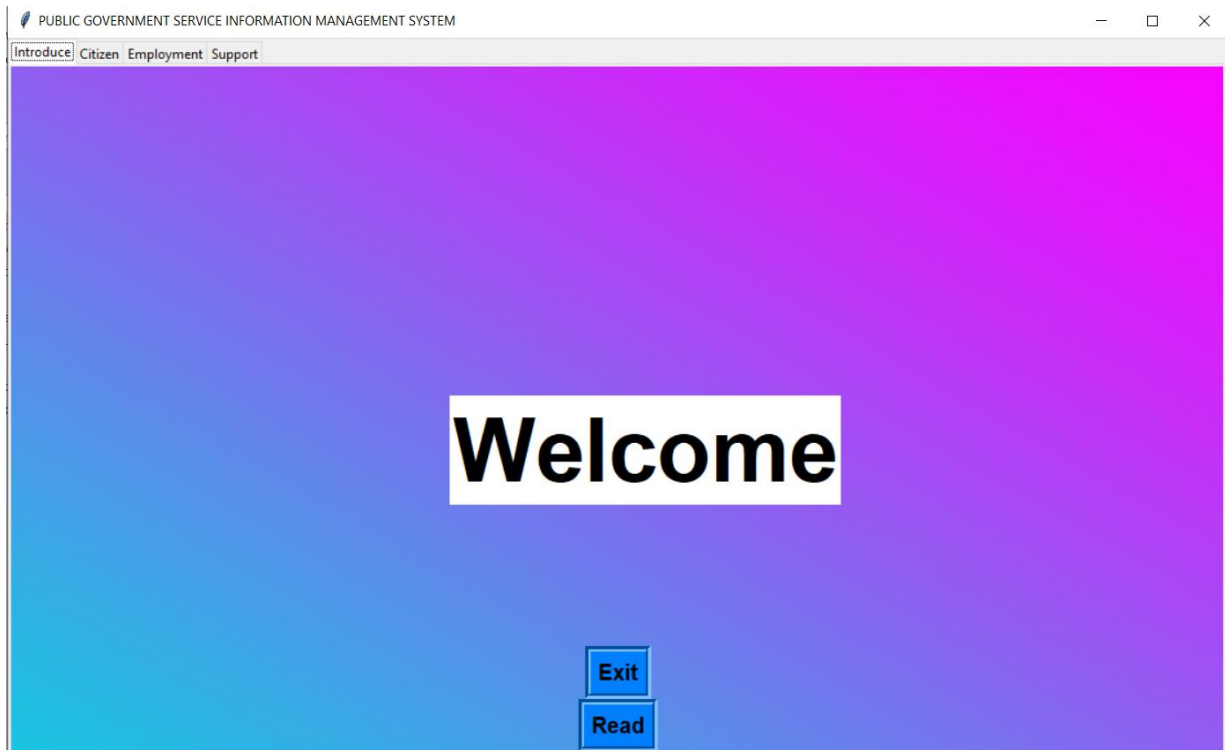 PUBLIC GOVERNMENT SERVICE INFORMATION MANAGEMENT SYSTEM
Introduce Citizen Employment Support
Welcome
Exit
Read